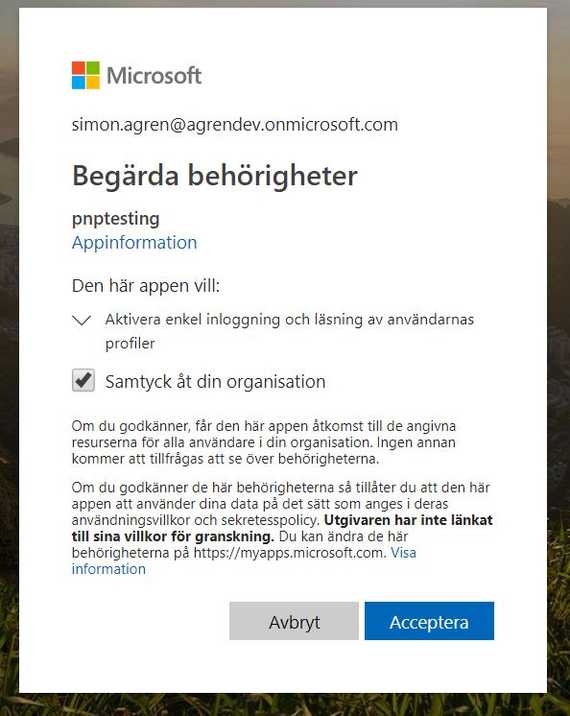 Microsoft
simon.agren@agrendev.onmicrosoft.com
Begärda behörigheter
pnptesting
Appinformation
Den här appen vill:
Aktivera enkel inloggning och läsning av användarnas
profiler
Samtyck åt din organisation
Om du godkänner, får den här appen åtkomst till de angivna
resurserna för alla användare i din organisation. Ingen annan
kommer att tillfrågas att se över behörigheterna.
Om du godkänner de här behörigheterna så tillåter du att den här
appen att använder dina data på det sätt som anges i deras
användningsvillkor och sekretesspolicy. Utgivaren har inte länkat
till sina villkor för granskning. Du kan ändra de här
behörigheterna på https://myapps.microsoft.com. Visa
information
Avbryt
Acceptera